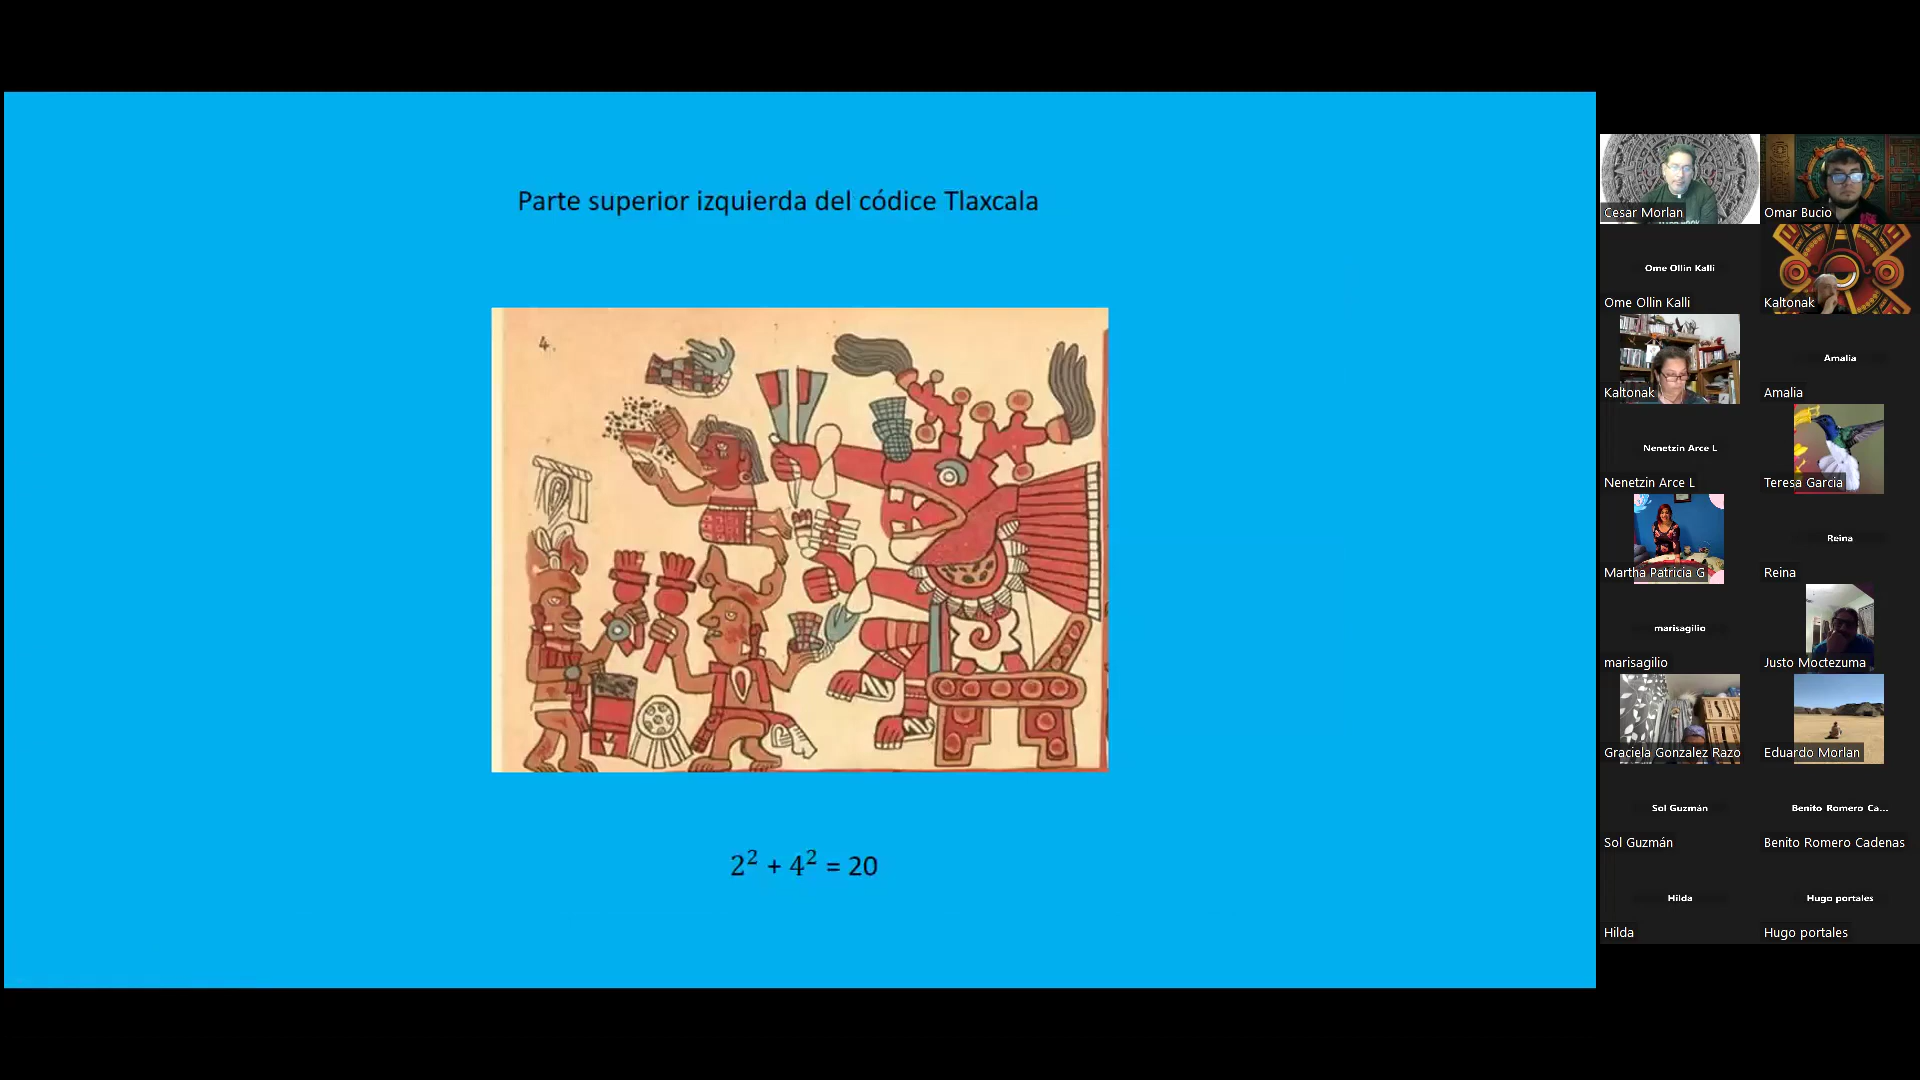 Parte superior izquierda del códice Tlaxcala
4.
2² + 4² = 20
Cesar Morlan
Omar Bucio
Ome Ollin Kalli
Ome Ollin Kalli
Kaltonak
Kaltonak
Amalia
Amalia
Nenetzin Arce L
Nenetzin Arce L
Teresa Garcia
Martha Patricia G
Reina
Reina
marisagilio
marisagilio
Justo Moctezuma
Graciela Gonzalez Razo
Eduardo Morlan
Sol Guzmán
Sol Guzmán
Benito Romero Ca...
Benito Romero Cadenas
Hilda
Hilda
Hugo portales
Hugo portales